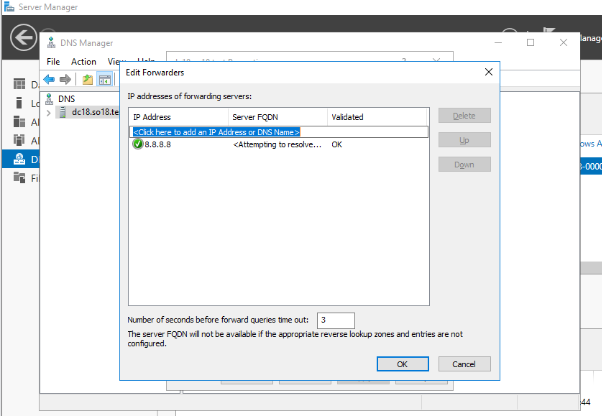 Server Manager
DNS Manager
Manage
File Action View Help
Edit Forwarders
IP addresses of forwarding servers:
DNS
dc18.so18.te
IP Address Server FQDN Validated
<Click here to add an IP Address or DNS Name>
8.8.8.8 <Attempting to resolve... OK
Delete
Up
Down
Number of seconds before forward queries time out: 3
The server FQDN will not be available if the appropriate reverse lookup zones and entries are not
configured.
OK Cancel